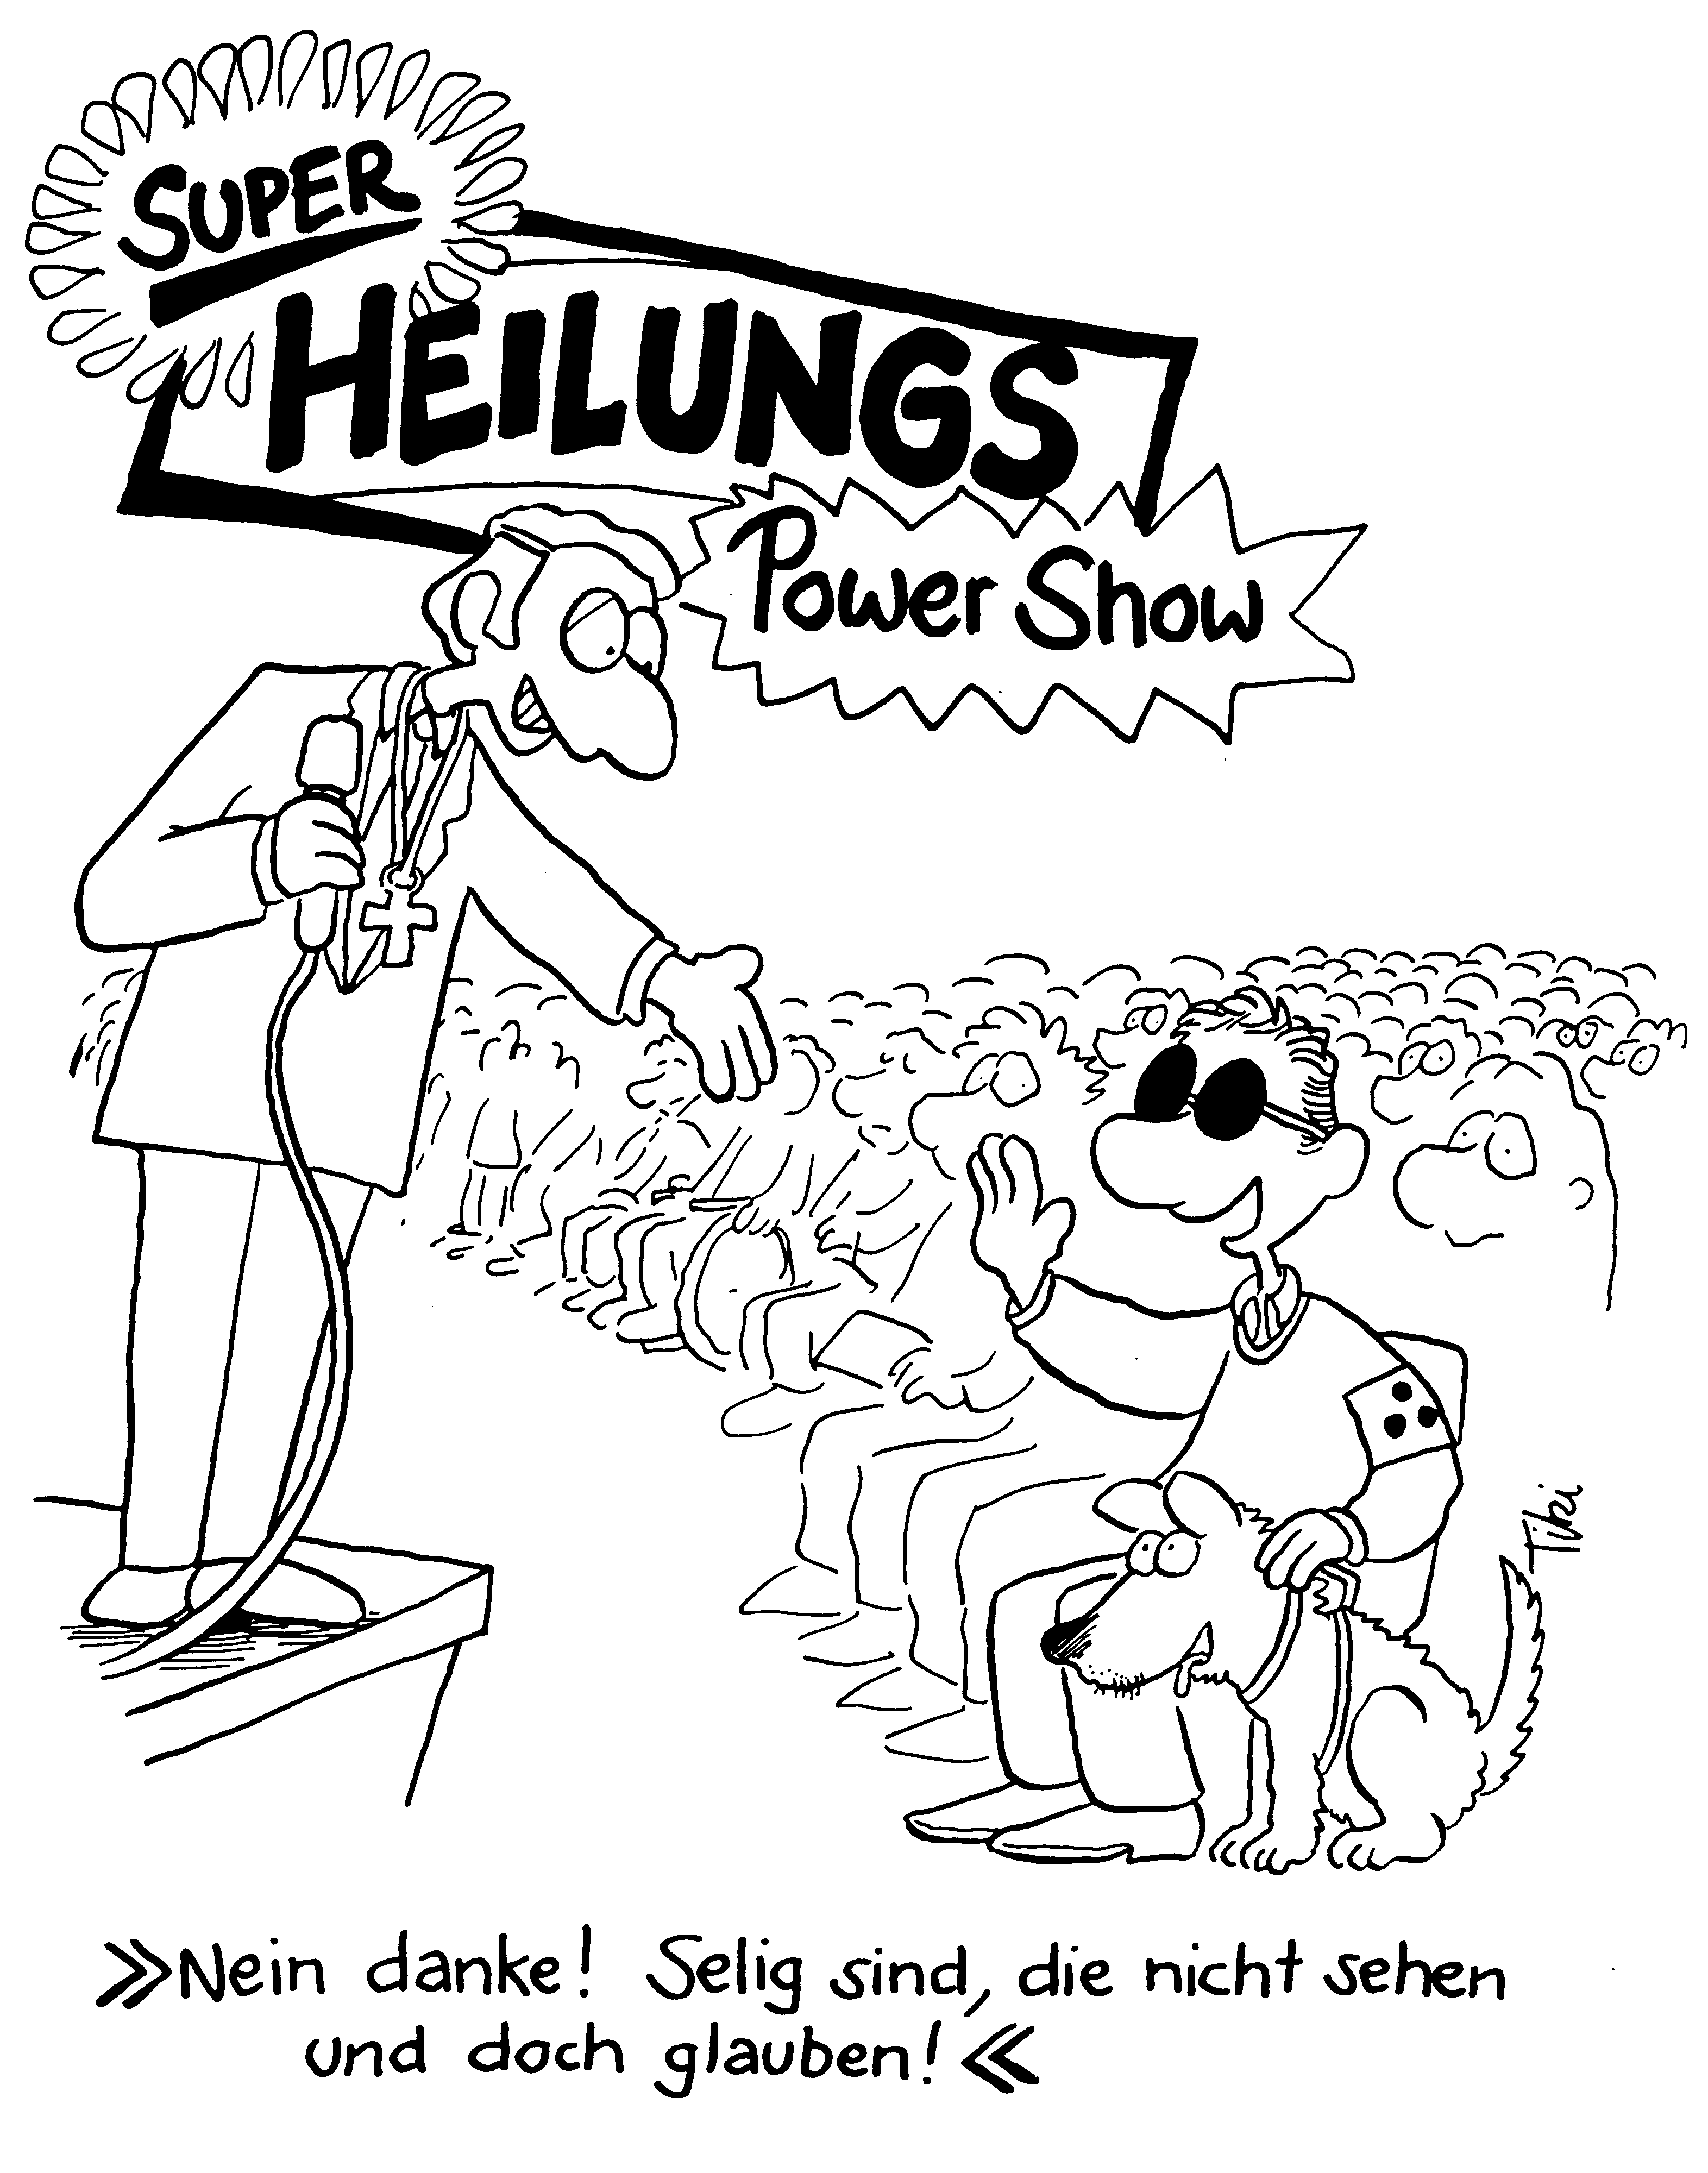 SUPER
HEILUNGS
Power Show
Tiki
»Nein danke! Selig sind, die nicht sehen
und doch glauben!«